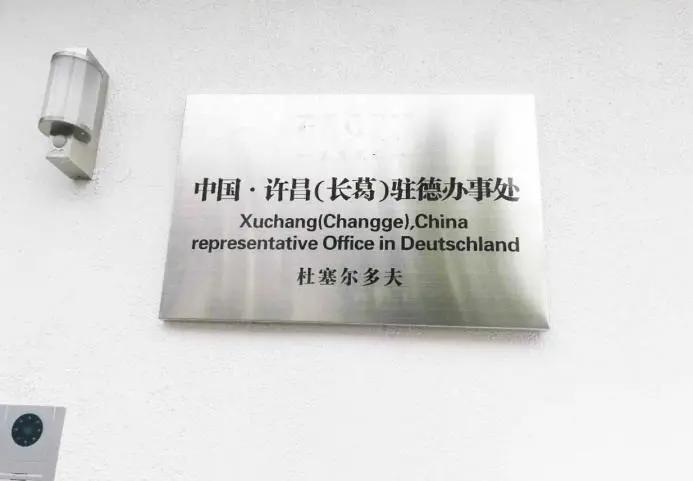 中国·许昌(长葛)驻德办事处
Xuchang(Changge),China
representative Office in Deutschland
杜塞尔多夫